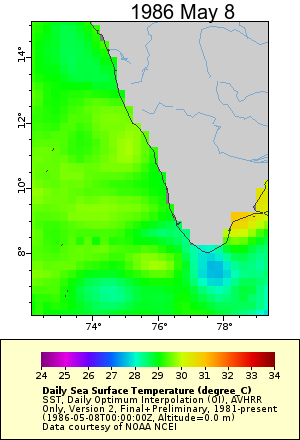 1986 May 8
14°
12°
10°
8°
74°
76°
78°
24 25 26 27 28 29 30 31 32 33 34
Daily Sea Surface Temperature (degree_C)
SST, Daily Optimum Interpolation (OI), AVHRR
Only, Version 2, Final+Preliminary, 1981-present
(1986-05-08T00:00:00Z, Altitude=0.0 m)
Data courtesy of NOAA NCEI